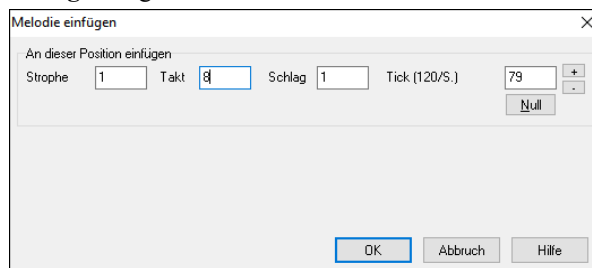 Melodie einfügen
An dieser Position einfügen
Strophe 1 Takt 8 Schlag 1 Tick (120/S.) 79 +
-
Null
OK Abbruch Hilfe